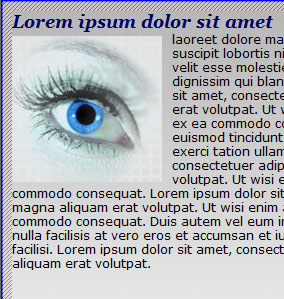 Lorem ipsum dolor sit amet
laoreet dolore ma
suscipit lobortis ni
velit esse molestie
dignissim qui blan
sit amet, consecte
erat volutpat. Ut w
ex ea commodo co
euismod tincidunt
exerci tation ullam
consectetuer adip
volutpat. Ut wisi e
commodo consequat. Lorem ipsum dolor sit
magna aliquam erat volutpat. Ut wisi enim a
commodo consequat. Duis autem vel eum in
nulla facilisis at vero eros et accumsan et iu
facilisi. Lorem ipsum dolor sit amet, consect
aliquam erat volutpat.